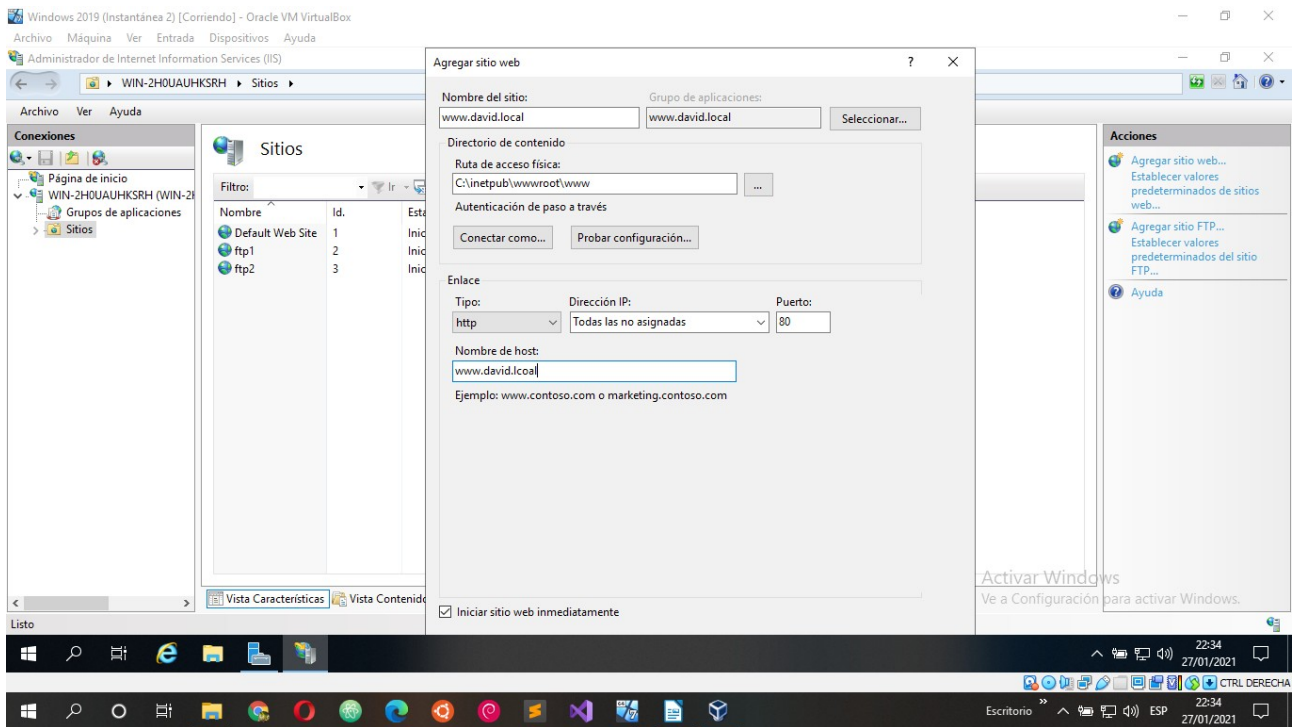 Windows 2019 (Instantánea 2) [Corriendo] - Oracle VM VirtualBox
Archivo Máquina Ver Entrada Dispositivos Ayuda
Administrador de Internet Information Services (IIS)
WIN-2H0UAUHKSRH Sitios
Archivo Ver Ayuda
Conexiones
Página de inicio
WIN-2H0UAUHKSRH (WIN-2H
Grupos de aplicaciones
Sitios
Sitios
Filtro: Ir
Nombre Id. Esta
Default Web Site 1 Inic
ftp1 2 Inic
ftp2 3 Inic
Vista Características Vista Contenido
Listo
Agregar sitio web ?
Nombre del sitio: Grupo de aplicaciones:
www.david.local www.david.local Seleccionar...
Directorio de contenido
Ruta de acceso física:
C:\inetpub\wwwroot\www ...
Autenticación de paso a través
Conectar como... Probar configuración...
Enlace
Tipo: Dirección IP: Puerto:
http Todas las no asignadas 80
Nombre de host:
www.david.lcoal
Ejemplo: www.contoso.com o marketing.contoso.com
Iniciar sitio web inmediatamente
Acciones
Agregar sitio web...
Establecer valores
predeterminados de sitios
web...
Agregar sitio FTP...
Establecer valores
predeterminados del sitio
FTP...
Ayuda
Activar Windows
Ve a Configuración para activar Windows.
22:34
27/01/2021
CTRL DERECHA
Escritorio » ESP 22:34
27/01/2021